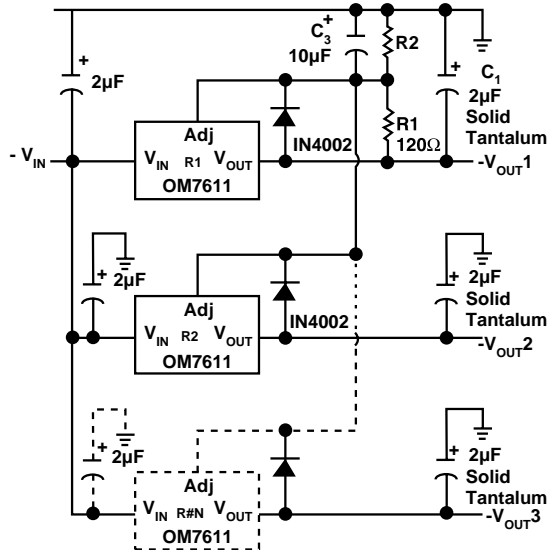 C3
+
10µF
R2
+
2µF
+
C1
2µF
Solid
Tantalum
Adj
R1
120Ω
IN4002
- VIN
VIN R1 VOUT
OM7611
-VOUT1
+
2µF
Adj
IN4002
VIN R2 VOUT
OM7611
+
2µF
Solid
Tantalum
-VOUT2
+
2µF
Adj
VIN R#N VOUT
OM7611
+
2µF
Solid
Tantalum
-VOUT3